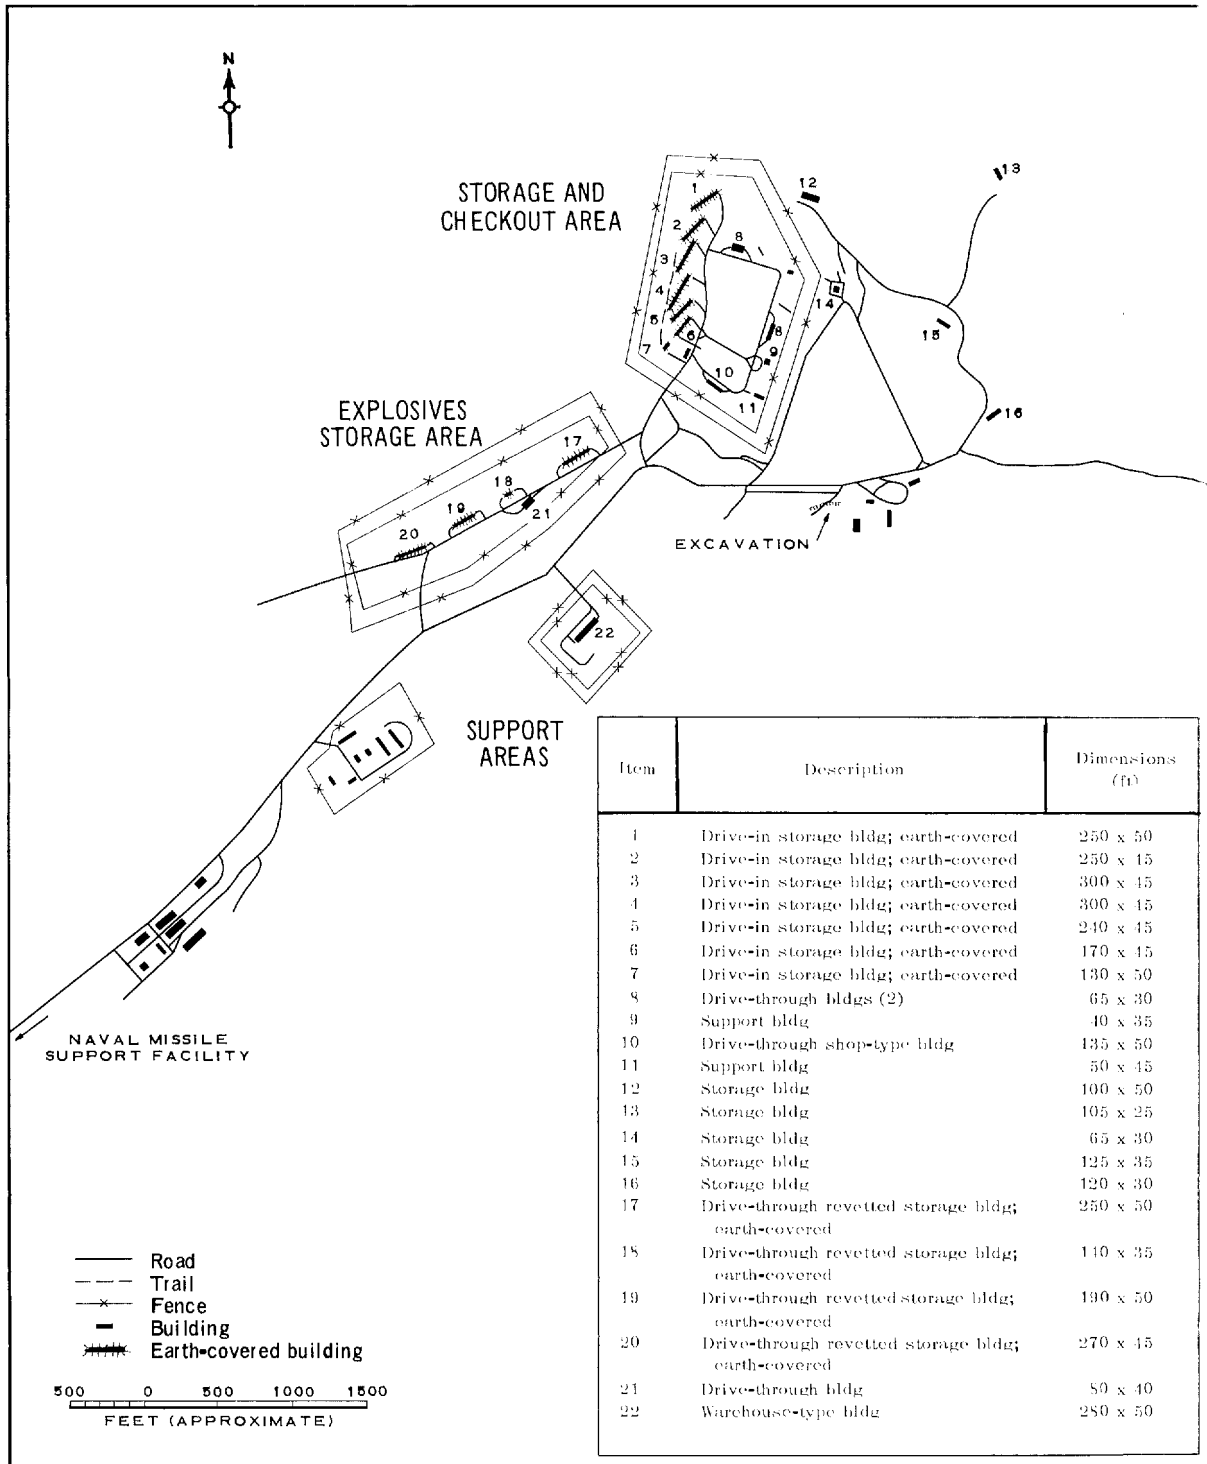 N
STORAGE AND
CHECKOUT AREA
1
2
3
4
5
6
7
8
8
9
10
11
12
13
14
15
16
EXPLOSIVES
STORAGE AREA
17
18
19
20
21
EXCAVATION
22
SUPPORT
AREAS
NAVAL MISSILE
SUPPORT FACILITY
Item Description Dimensions
(ft)
1 Drive-in storage bldg; earth-covered 250 x 50
2 Drive-in storage bldg; earth-covered 250 x 45
3 Drive-in storage bldg; earth-covered 300 x 45
4 Drive-in storage bldg; earth-covered 300 x 45
5 Drive-in storage bldg; earth-covered 240 x 45
6 Drive-in storage bldg; earth-covered 170 x 45
7 Drive-in storage bldg; earth-covered 130 x 50
8 Drive-through bldgs (2) 65 x 30
9 Support bldg 40 x 35
10 Drive-through shop-type bldg 135 x 50
11 Support bldg 50 x 45
12 Storage bldg 100 x 50
13 Storage bldg 105 x 25
14 Storage bldg 65 x 30
15 Storage bldg 125 x 35
16 Storage bldg 120 x 30
17 Drive-through revetted storage bldg; 250 x 50
earth-covered
18 Drive-through revetted storage bldg; 110 x 35
earth-covered
19 Drive-through revetted storage bldg; 190 x 50
earth-covered
20 Drive-through revetted storage bldg; 270 x 45
earth-covered
21 Drive-through bldg 80 x 40
22 Warehouse-type bldg 280 x 50
Road
Trail
Fence
Building
Earth-covered building
500 0 500 1000 1500
FEET (APPROXIMATE)